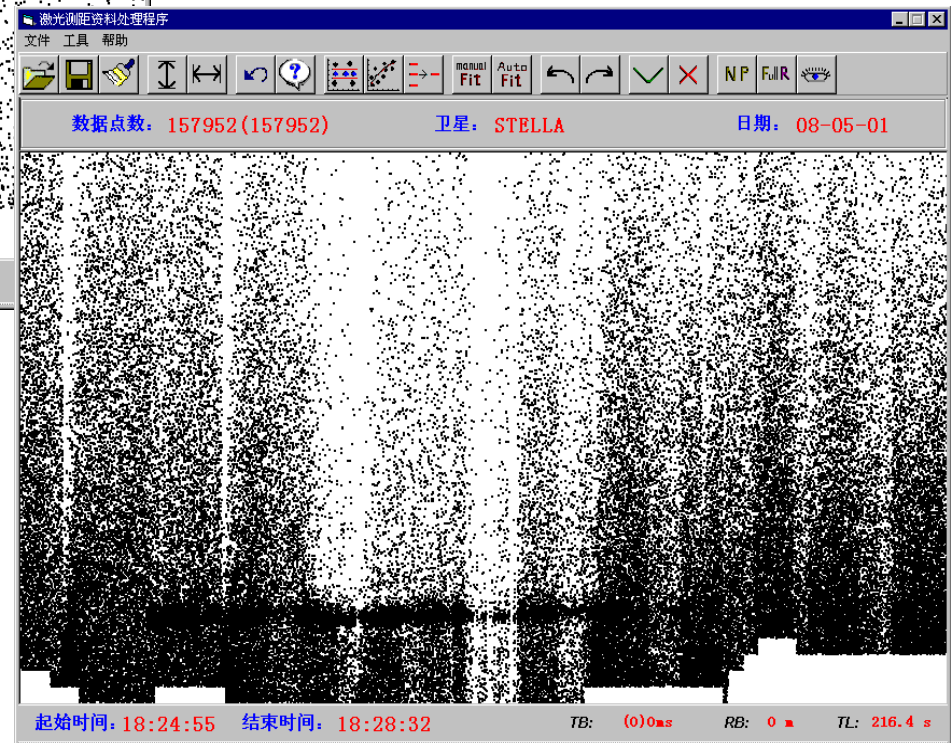 激光测距资料处理程序
文件 工具 帮助
manual Fit Auto Fit NP FullR
数据点数: 157952(157952) 卫星: STELLA 日期: 08-05-01
起始时间: 18:24:55 结束时间: 18:28:32 TB: (0)0ms RB: 0 m TL: 216.4 s